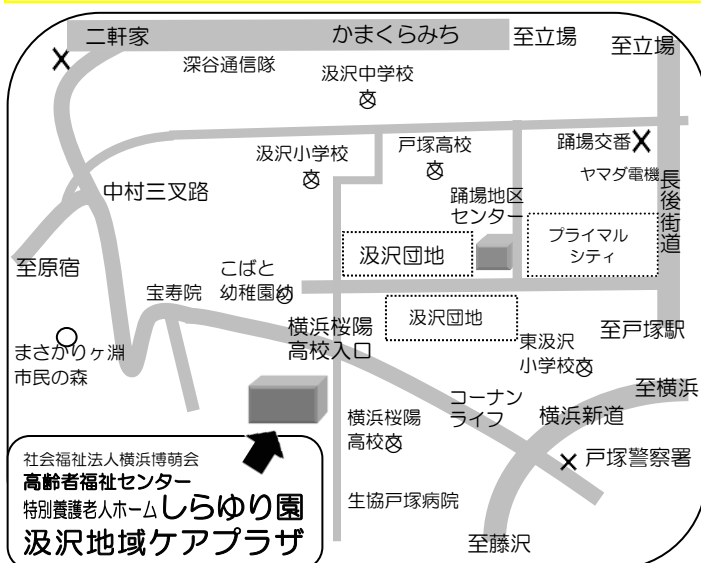 二軒家
かまくらみち
至立場
至立場
深谷通信隊
汲沢中学校
文
汲沢小学校
文
戸塚高校
文
踊場交番
ヤマダ電機
長後街道
中村三叉路
踊場地区
センター
プライマル
シティ
汲沢団地
至原宿
こばと
幼稚園幼
宝寿院
汲沢団地
横浜桜陽
高校入口
至戸塚駅
東汲沢
小学校文
まさかりヶ淵
市民の森
至横浜
コーナン
ライフ
横浜新道
横浜桜陽
高校文
戸塚警察署
生協戸塚病院
至藤沢
社会福祉法人横浜博萌会
高齢者福祉センター
特別養護老人ホームしらゆり園
汲沢地域ケアプラザ